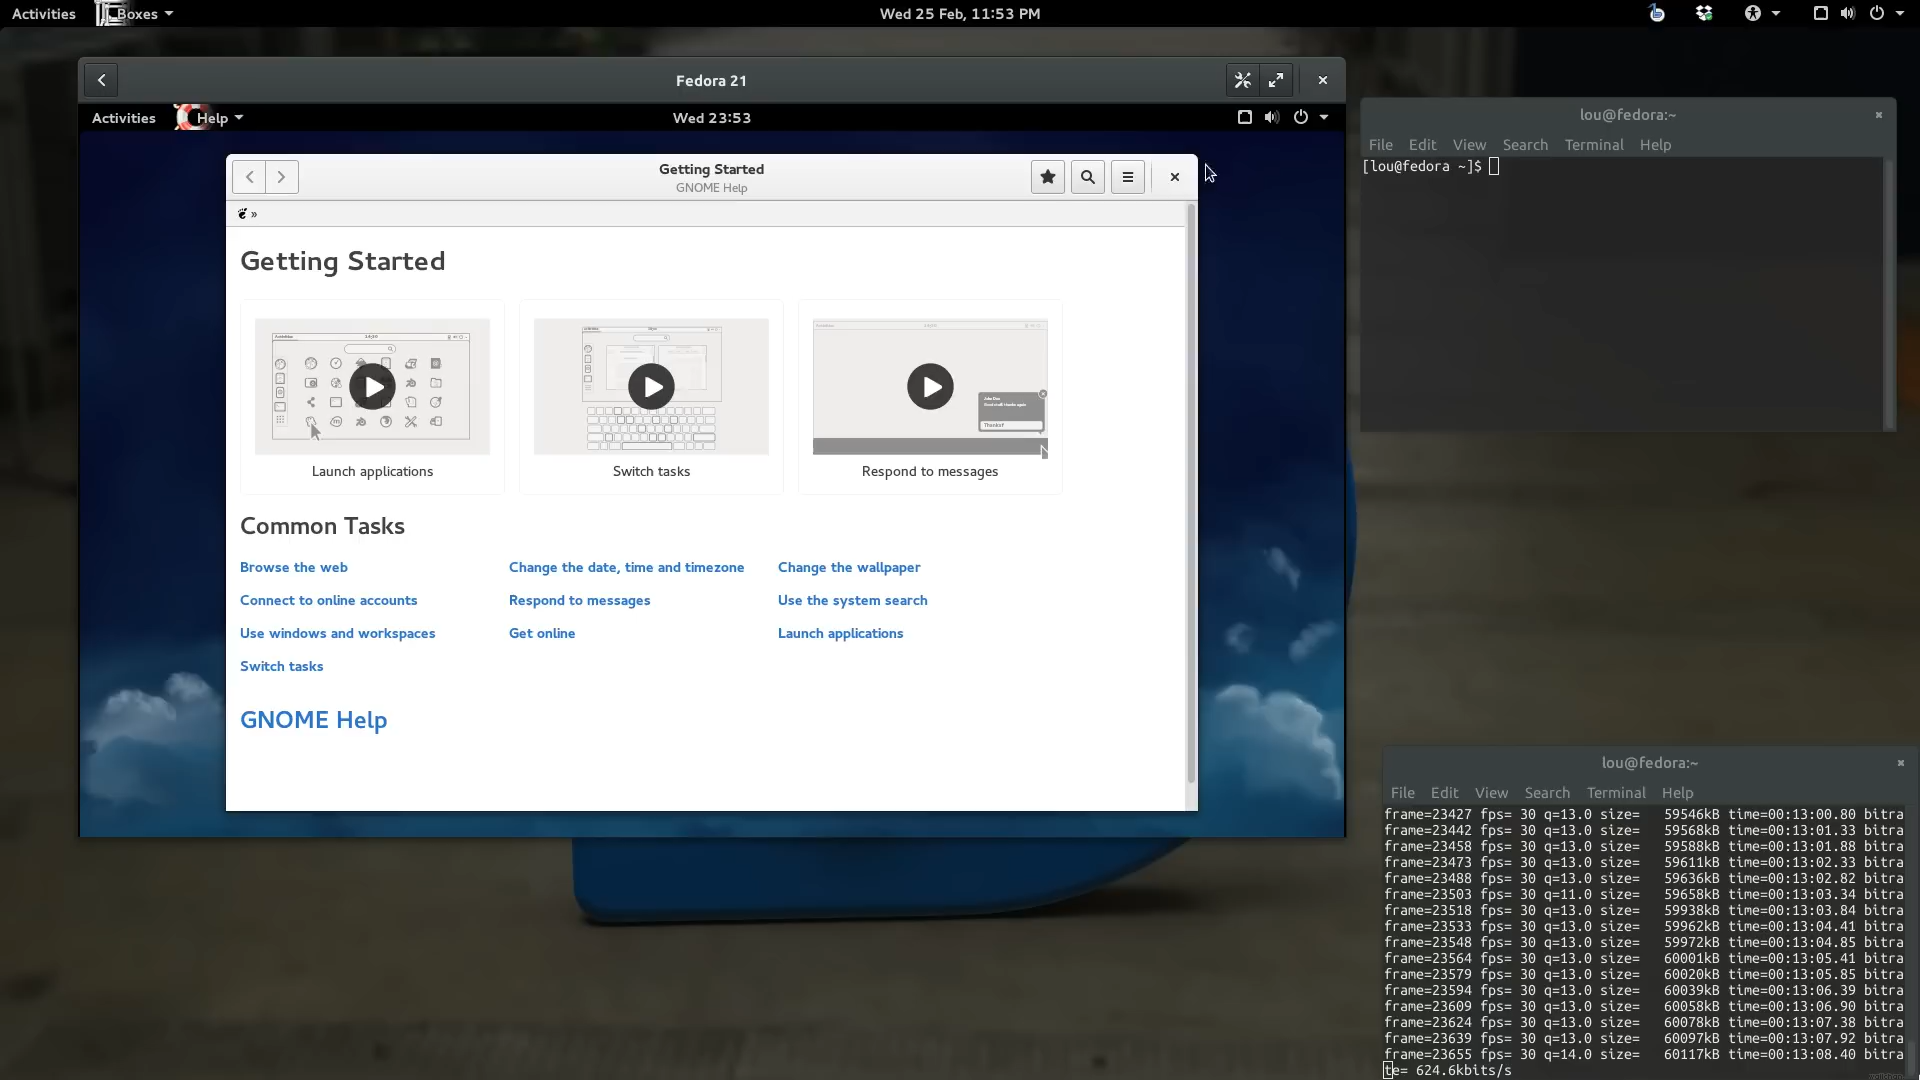 Activities Boxes Wed 25 Feb, 11:53 PM
Fedora 21
Activities Help Wed 23:53
Getting Started
GNOME Help
»
Getting Started
Launch applications Switch tasks Respond to messages
Common Tasks
Browse the web Change the date, time and timezone Change the wallpaper
Connect to online accounts Respond to messages Use the system search
Use windows and workspaces Get online Launch applications
Switch tasks
GNOME Help
lou@fedora:~
File Edit View Search Terminal Help
[lou@fedora ~]$
lou@fedora:~
File Edit View Search Terminal Help
frame=23427 fps= 30 q=13.0 size=   59546kB time=00:13:00.80 bitra
frame=23442 fps= 30 q=13.0 size=   59568kB time=00:13:01.33 bitra
frame=23458 fps= 30 q=13.0 size=   59588kB time=00:13:01.88 bitra
frame=23473 fps= 30 q=13.0 size=   59611kB time=00:13:02.33 bitra
frame=23488 fps= 30 q=13.0 size=   59636kB time=00:13:02.82 bitra
frame=23503 fps= 30 q=11.0 size=   59658kB time=00:13:03.34 bitra
frame=23518 fps= 30 q=13.0 size=   59938kB time=00:13:03.84 bitra
frame=23533 fps= 30 q=13.0 size=   59962kB time=00:13:04.41 bitra
frame=23548 fps= 30 q=13.0 size=   59972kB time=00:13:04.85 bitra
frame=23564 fps= 30 q=13.0 size=   60001kB time=00:13:05.41 bitra
frame=23579 fps= 30 q=13.0 size=   60020kB time=00:13:05.85 bitra
frame=23594 fps= 30 q=13.0 size=   60039kB time=00:13:06.39 bitra
frame=23609 fps= 30 q=13.0 size=   60058kB time=00:13:06.90 bitra
frame=23624 fps= 30 q=13.0 size=   60078kB time=00:13:07.38 bitra
frame=23639 fps= 30 q=13.0 size=   60097kB time=00:13:07.92 bitra
frame=23655 fps= 30 q=14.0 size=   60117kB time=00:13:08.40 bitra
te= 624.6kbits/s